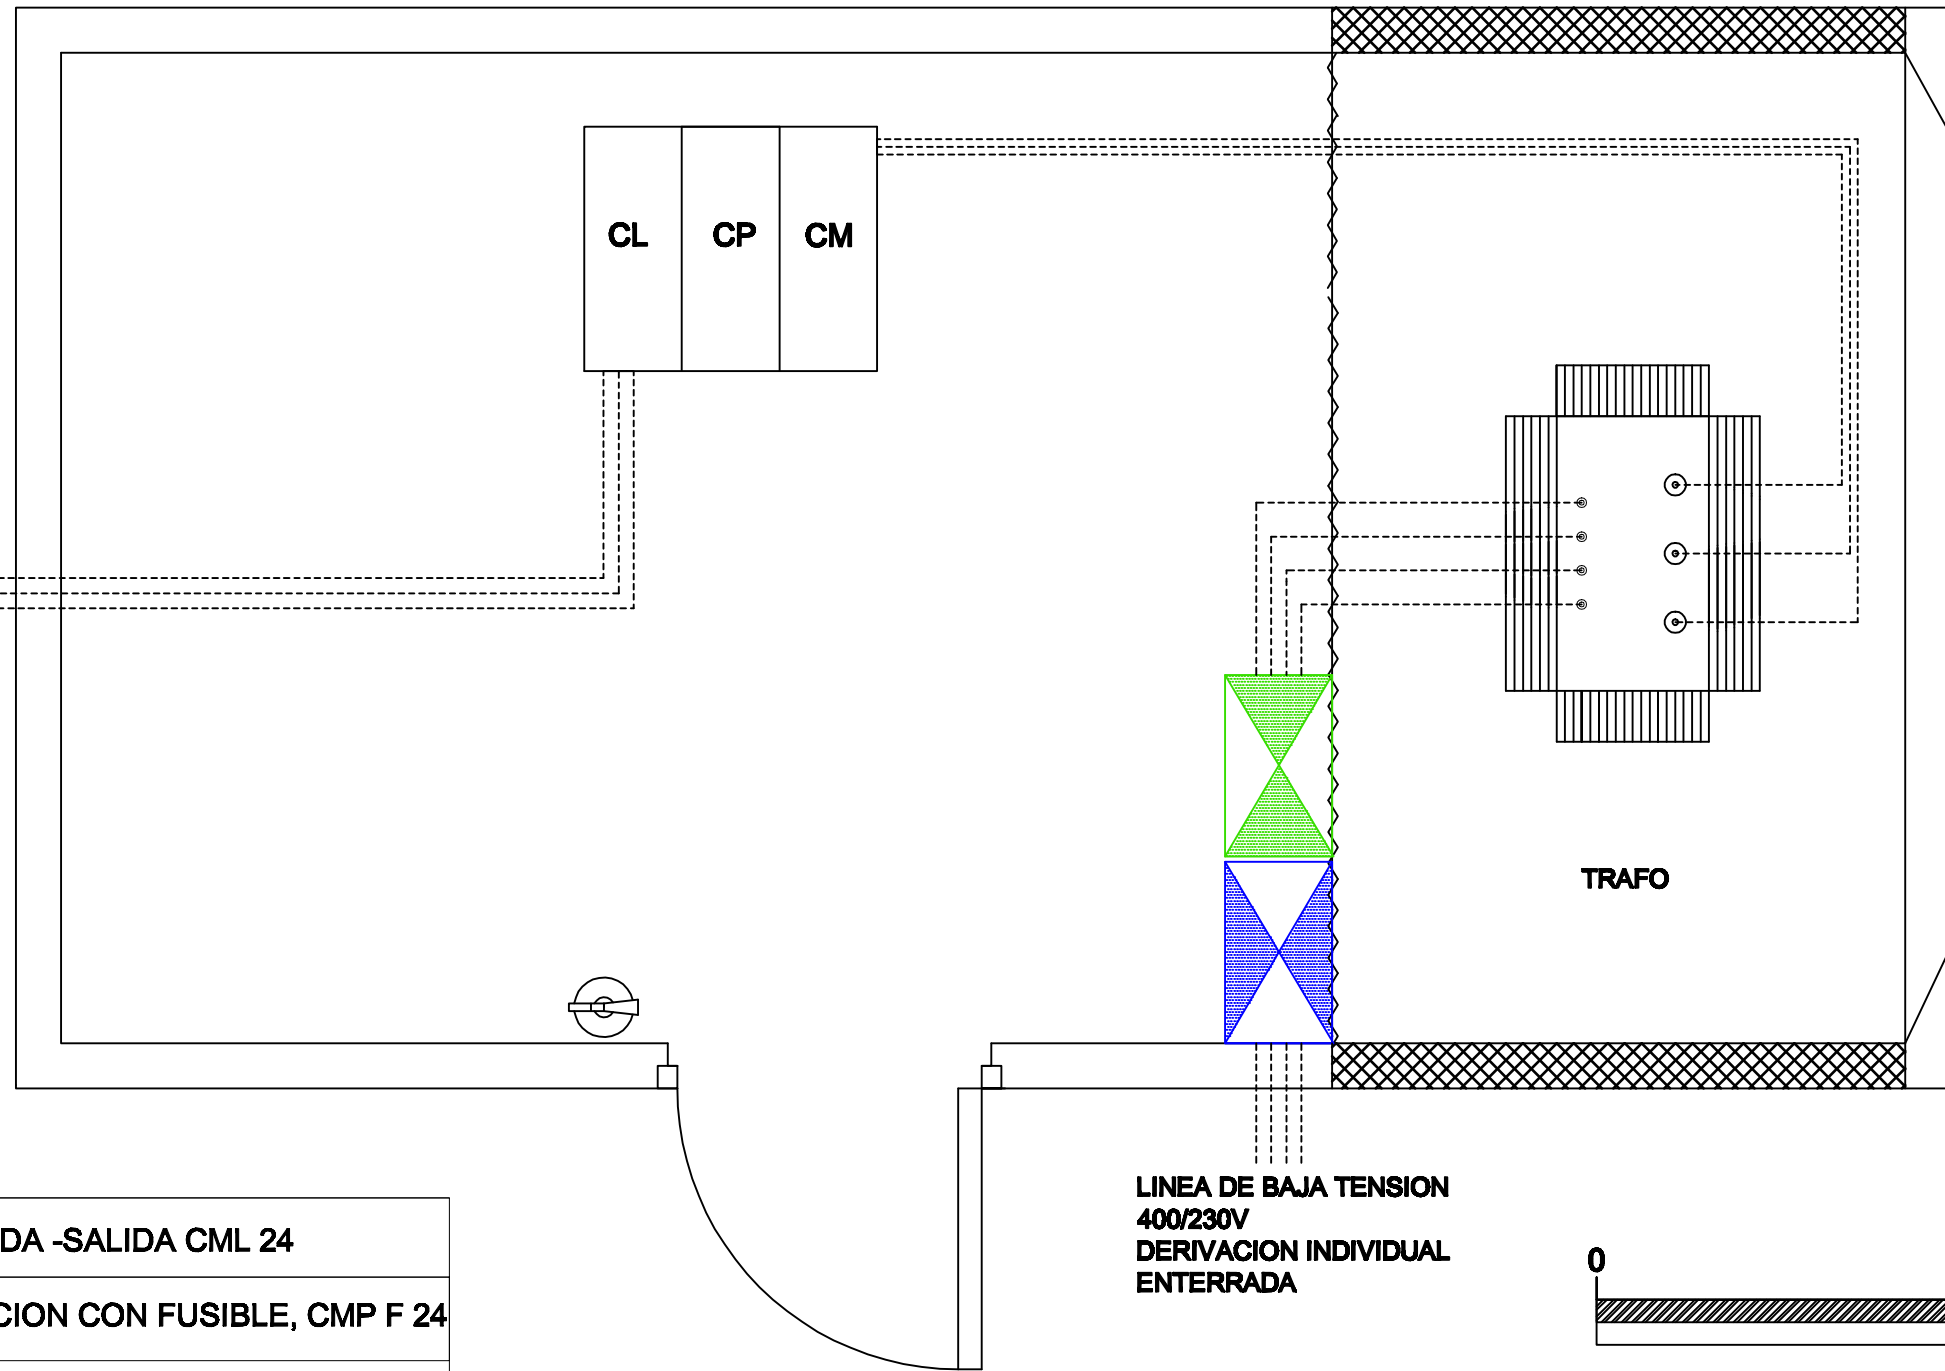 CL CP CM
TRAFO
LINEA DE BAJA TENSION
400/230V
DERIVACION INDIVIDUAL
ENTERRADA
DA -SALIDA CML 24
CION CON FUSIBLE, CMP F 24
0